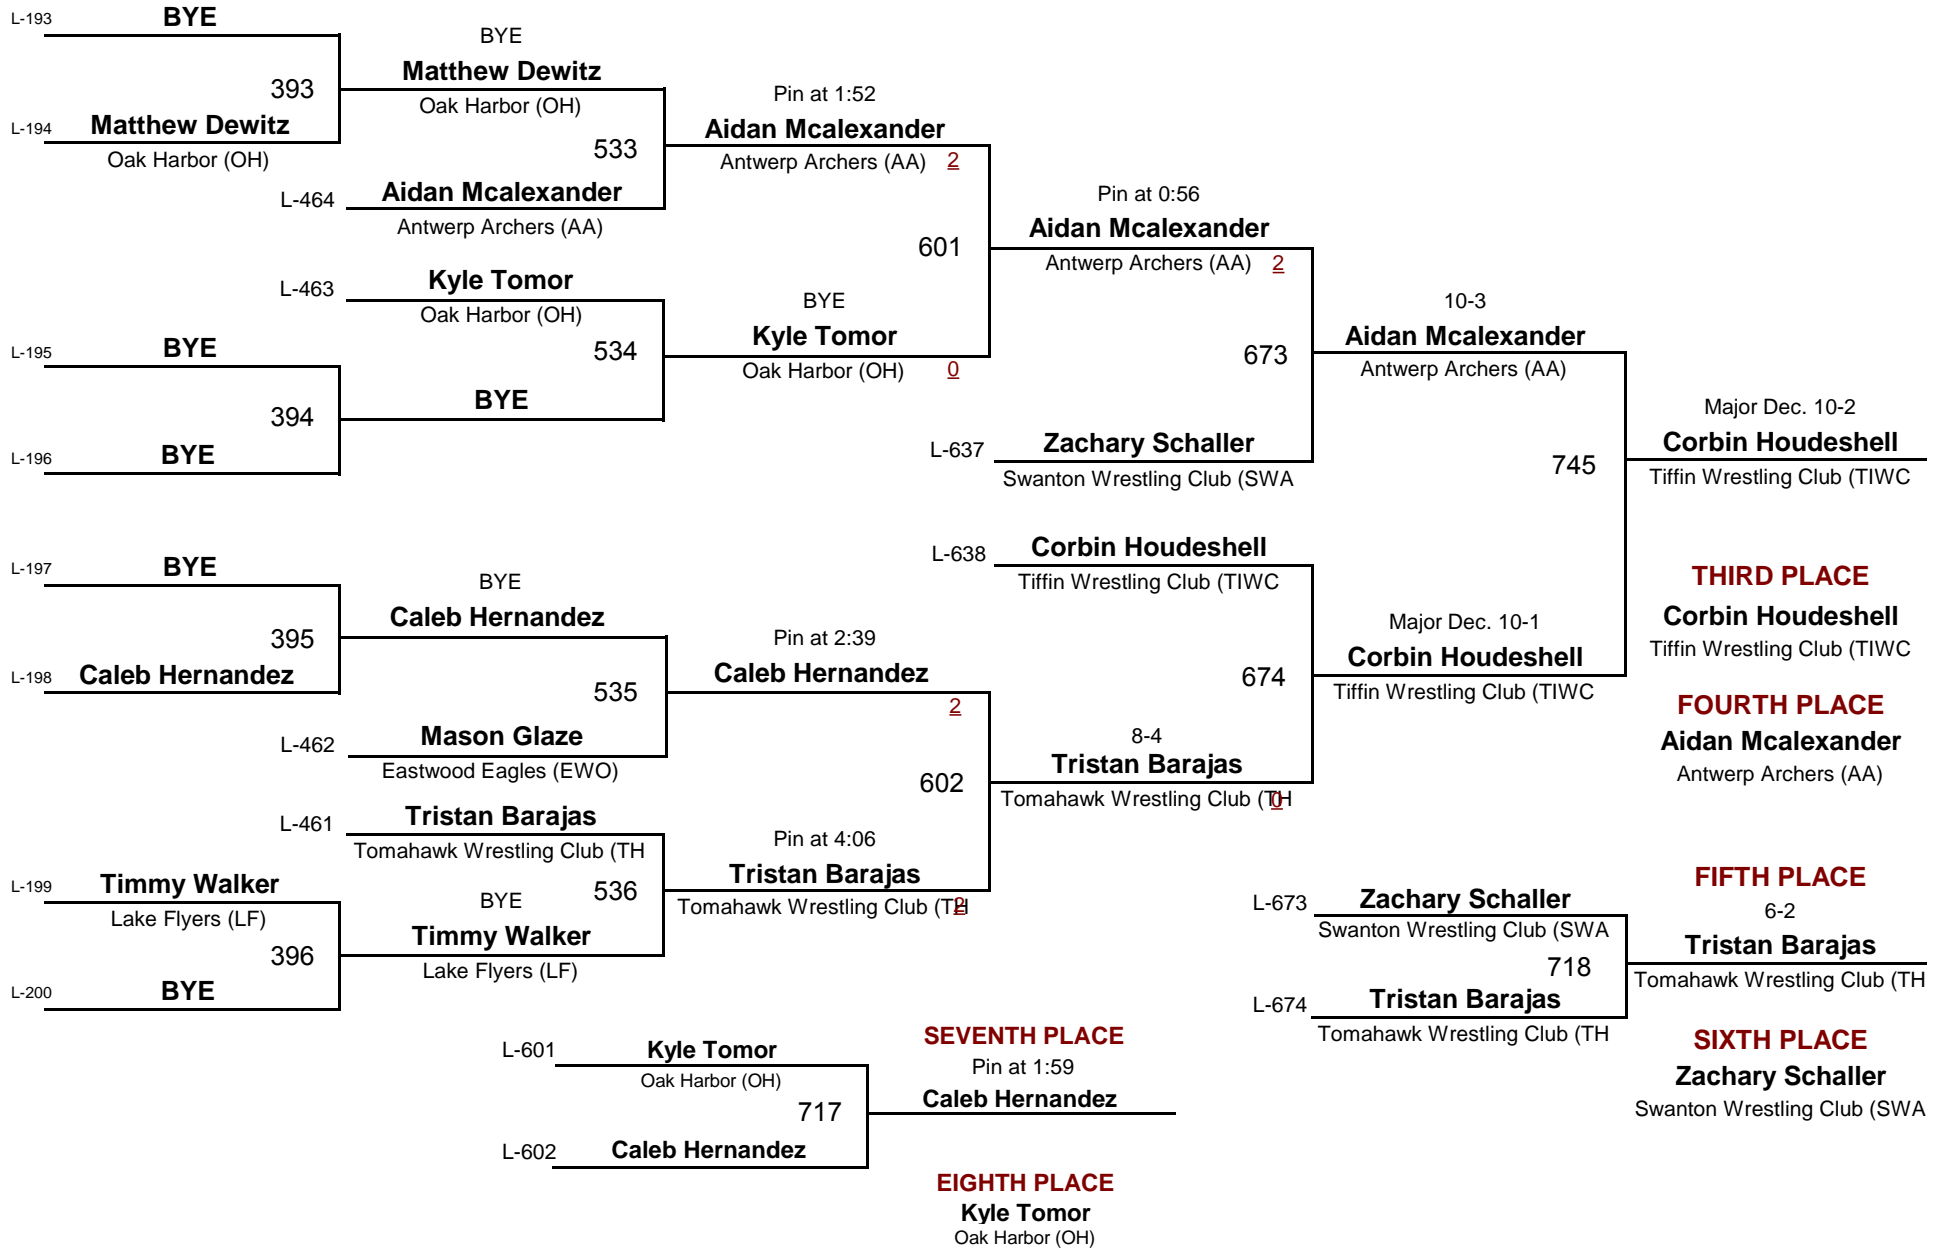 L-193
BYE
393
L-194
Matthew Dewitz
Oak Harbor (OH)
BYE
Matthew Dewitz
Oak Harbor (OH)
533
L-464
Aidan Mcalexander
Antwerp Archers (AA)
Pin at 1:52
Aidan Mcalexander
Antwerp Archers (AA) 2
601
L-463
Kyle Tomor
Oak Harbor (OH)
534
L-195
BYE
394
L-196
BYE
BYE
BYE
Kyle Tomor
Oak Harbor (OH) 0
Pin at 0:56
Aidan Mcalexander
Antwerp Archers (AA) 2
673
L-637
Zachary Schaller
Swanton Wrestling Club (SWA
10-3
Aidan Mcalexander
Antwerp Archers (AA)
745
Major Dec. 10-2
Corbin Houdeshell
Tiffin Wrestling Club (TIWC
L-197
BYE
395
L-198
Caleb Hernandez
BYE
Caleb Hernandez
535
L-462
Mason Glaze
Eastwood Eagles (EWO)
Pin at 2:39
Caleb Hernandez
2
602
L-461
Tristan Barajas
Tomahawk Wrestling Club (TH
536
L-199
Timmy Walker
Lake Flyers (LF)
396
L-200
BYE
BYE
Timmy Walker
Lake Flyers (LF)
Pin at 4:06
Tristan Barajas
Tomahawk Wrestling Club (TH 2
L-638
Corbin Houdeshell
Tiffin Wrestling Club (TIWC
674
8-4
Tristan Barajas
Tomahawk Wrestling Club (TH 0
Major Dec. 10-1
Corbin Houdeshell
Tiffin Wrestling Club (TIWC
THIRD PLACE
Corbin Houdeshell
Tiffin Wrestling Club (TIWC
FOURTH PLACE
Aidan Mcalexander
Antwerp Archers (AA)
L-673
Zachary Schaller
Swanton Wrestling Club (SWA
718
L-674
Tristan Barajas
Tomahawk Wrestling Club (TH
FIFTH PLACE
6-2
Tristan Barajas
Tomahawk Wrestling Club (TH
SIXTH PLACE
Zachary Schaller
Swanton Wrestling Club (SWA
L-601
Kyle Tomor
Oak Harbor (OH)
717
L-602
Caleb Hernandez
SEVENTH PLACE
Pin at 1:59
Caleb Hernandez
EIGHTH PLACE
Kyle Tomor
Oak Harbor (OH)